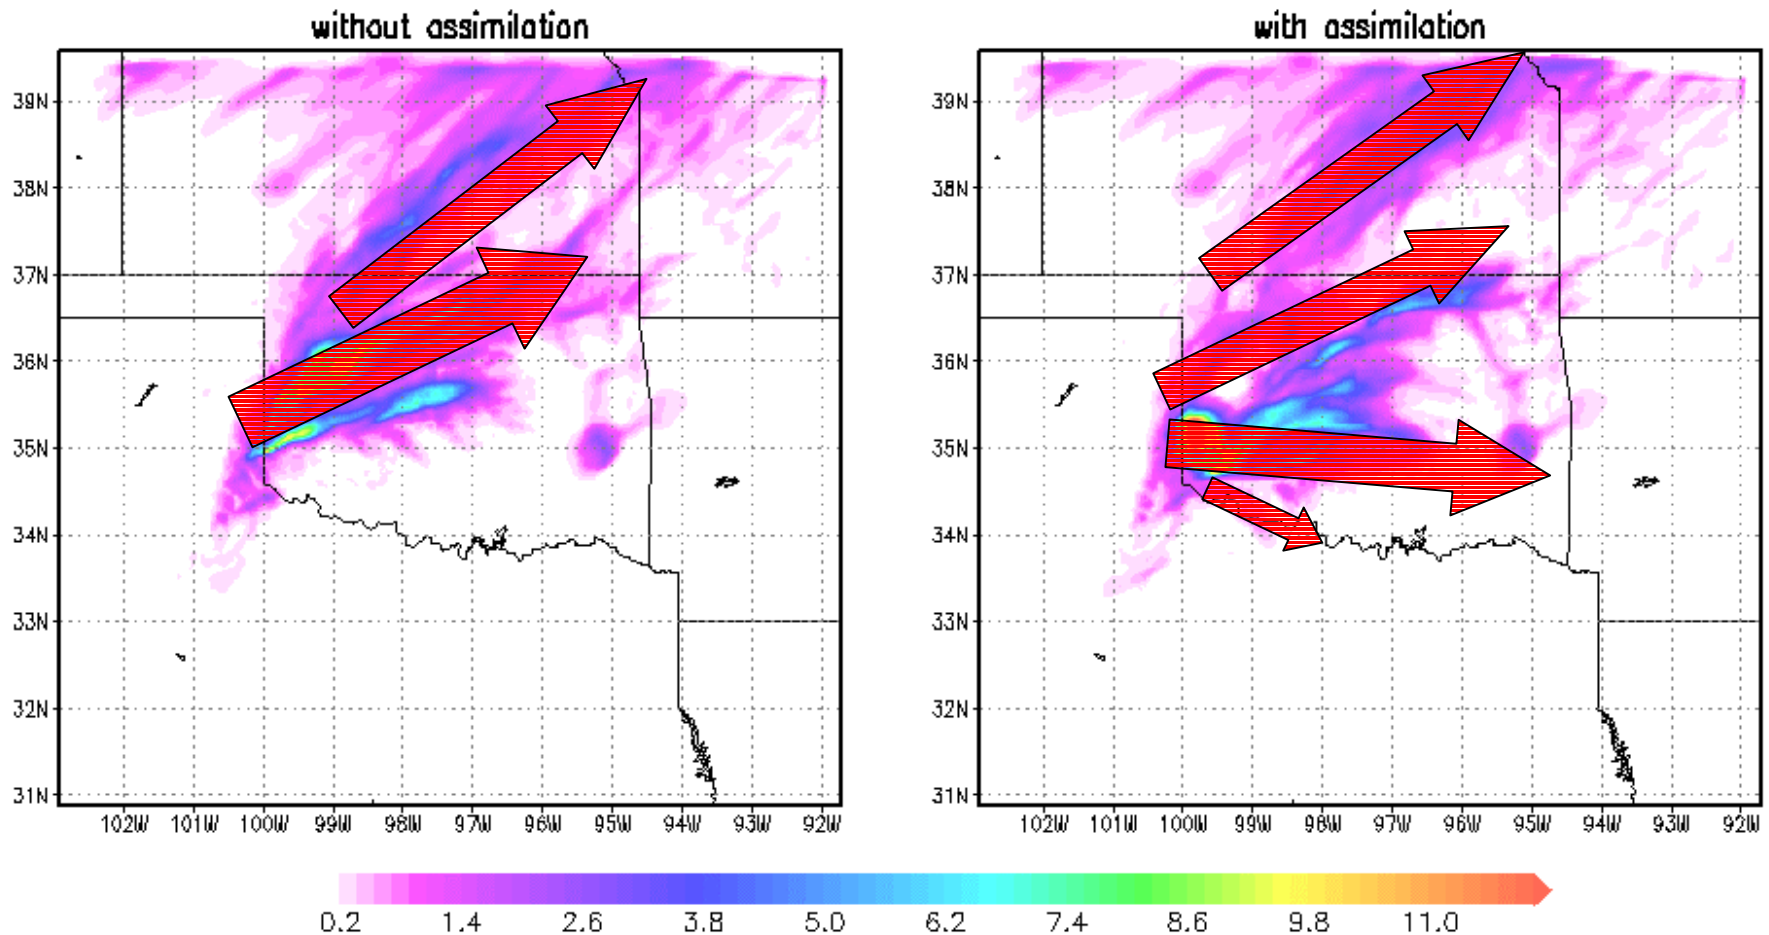 without assimilation
with assimilation
39N
38N
37N
36N
35N
34N
33N
32N
31N
102W 101W 100W 99W 98W 97W 96W 95W 94W 93W 92W
39N
38N
37N
36N
35N
34N
33N
32N
31N
102W 101W 100W 99W 98W 97W 96W 95W 94W 93W 92W
0.2 1.4 2.6 3.8 5.0 6.2 7.4 8.6 9.8 11.0